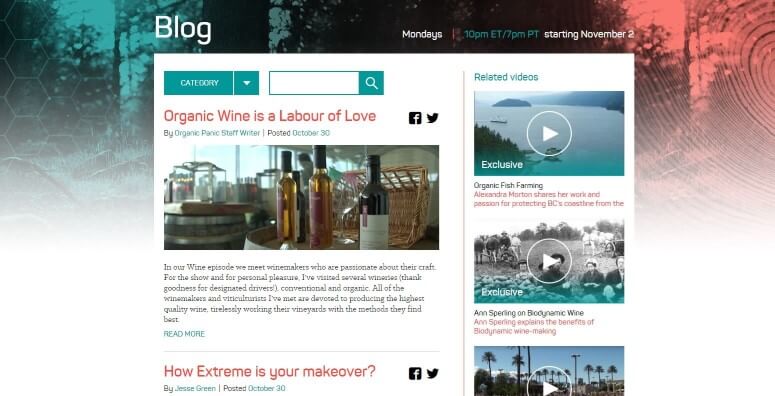 Blog
Mondays | 10pm ET/7pm PT starting November 2
CATEGORY
Organic Wine is a Labour of Love
By Organic Panic Staff Writer | Posted October 30
In our Wine episode we meet winemakers who are passionate about their craft.
For the show and for personal pleasure, I've visited several wineries (thank
goodness for designated drivers!), conventional and organic. All of the
winemakers and viticulturists I've met are devoted to producing the highest
quality wine, tirelessly working their vineyards with the methods they find
best.
READ MORE
How Extreme is your makeover?
By Jesse Green | Posted October 30
Related videos
Exclusive
Organic Fish Farming
Alexandra Morton shares her work and
passion for protecting BC's coastline from the
Exclusive
Ann Sperling on Biodynamic Wine
Ann Sperling explains the benefits of
Biodynamic wine-making